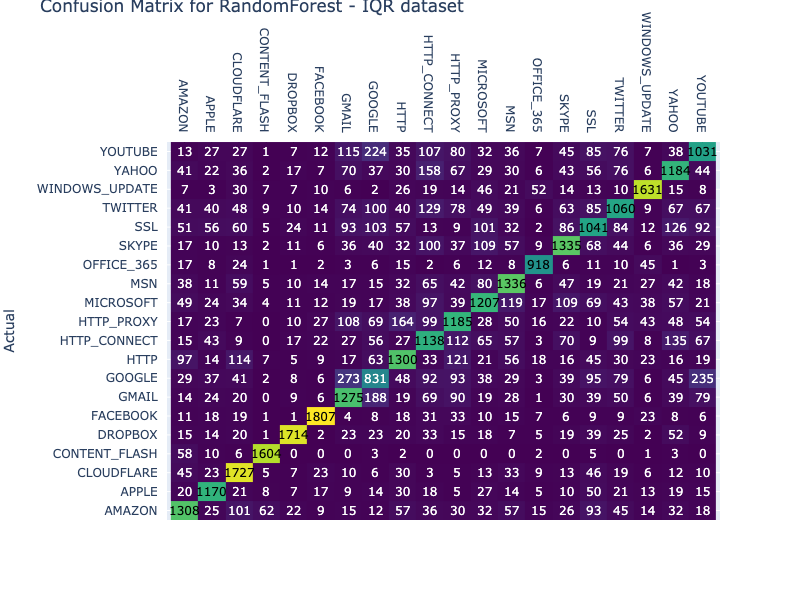 Confusion Matrix for RandomForest - IQR dataset
AMAZON APPLE CLOUDFLARE CONTENT_FLASH DROPBOX FACEBOOK GMAIL GOOGLE HTTP HTTP_CONNECT HTTP_PROXY MICROSOFT MSN OFFICE_365 SKYPE SSL TWITTER WINDOWS_UPDATE YAHOO YOUTUBE
Actual
YOUTUBE 13 27 27 1 7 12 115 224 35 107 80 32 36 7 45 85 76 7 38 1031
YAHOO 41 22 36 2 17 7 70 37 30 158 67 29 30 6 43 56 76 6 1184 44
WINDOWS_UPDATE 7 3 30 7 7 10 6 2 26 19 14 46 21 52 14 13 10 1631 15 8
TWITTER 41 40 48 9 10 14 74 100 40 129 78 49 39 6 63 85 1060 9 67 67
SSL 51 56 60 5 24 11 93 103 57 13 9 101 32 2 86 1041 84 12 126 92
SKYPE 17 10 13 2 11 6 36 40 32 100 37 109 57 9 1335 68 44 6 36 29
OFFICE_365 17 8 24 1 1 2 3 6 15 2 6 12 8 918 6 11 10 45 1 3
MSN 38 11 59 5 10 14 17 15 32 65 42 80 1336 6 47 19 21 27 42 18
MICROSOFT 49 24 34 4 11 12 19 17 38 97 39 1207 119 17 109 69 43 38 57 21
HTTP_PROXY 17 23 7 0 10 27 108 69 164 99 1185 28 50 16 22 10 54 43 48 54
HTTP_CONNECT 15 43 9 0 17 22 27 56 27 1138 112 65 57 3 70 9 99 8 135 67
HTTP 97 14 114 7 5 9 17 63 1300 33 121 21 56 18 16 45 30 23 16 19
GOOGLE 29 37 41 2 8 6 273 831 48 92 93 38 29 3 39 95 79 6 45 235
GMAIL 14 24 20 0 9 6 1275 188 19 69 90 19 28 1 30 39 50 6 39 79
FACEBOOK 11 18 19 1 1 1807 4 8 18 31 33 10 15 7 6 9 9 23 8 6
DROPBOX 15 14 20 1 1714 2 23 23 20 33 15 18 7 5 19 39 25 2 52 9
CONTENT_FLASH 58 10 6 1604 0 0 0 3 2 0 0 0 0 2 0 5 0 1 3 0
CLOUDFLARE 45 23 1727 5 7 23 10 6 30 3 5 13 33 9 13 46 19 6 12 10
APPLE 20 1170 21 8 7 17 9 14 30 18 5 27 14 5 10 50 21 13 19 15
AMAZON 1308 25 101 62 22 9 15 12 57 36 30 32 57 15 26 93 45 14 32 18